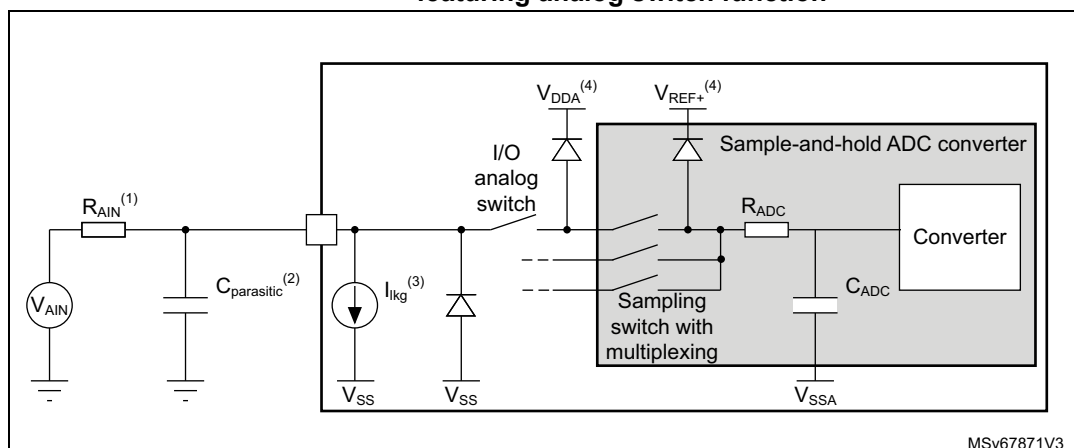 featuring analog switch function
V_DDA^(4)
V_REF+^(4)
Sample-and-hold ADC converter
I/O
analog
switch
R_AIN^(1)
R_ADC
Converter
V_AIN
C_parasitic^(2)
I_lkg^(3)
C_ADC
Sampling
switch with
multiplexing
V_SS
V_SS
V_SSA
MSv67871V3